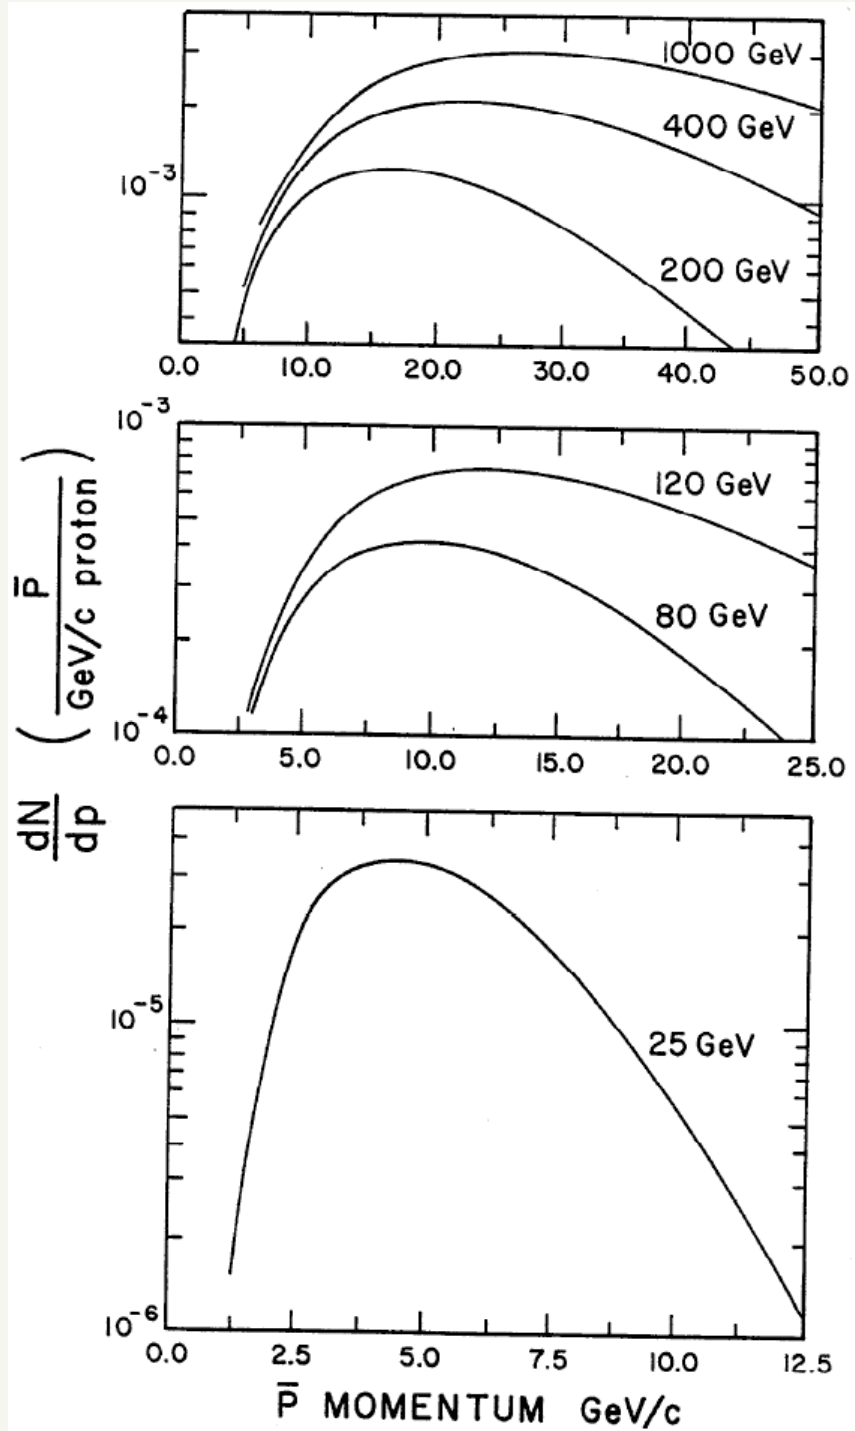 1000 GeV
400 GeV
10⁻³
200 GeV
0.0 10.0 20.0 30.0 40.0 50.0
10⁻³
120 GeV
80 GeV
10⁻⁴
0.0 5.0 10.0 15.0 20.0 25.0
dN/dp ( P̄ / GeV/c proton )
10⁻⁵
25 GeV
10⁻⁶
0.0 2.5 5.0 7.5 10.0 12.5
P̄ MOMENTUM GeV/c